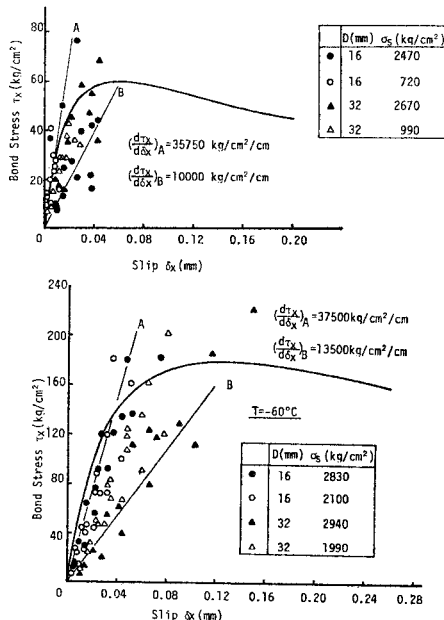 D(mm) σs(kg/cm²)
● 16 2470
○ 16 720
▲ 32 2670
△ 32 990
Bond Stress τx(kg/cm²)
80
60
40
20
0
A
B
(dτx/dδx)A =35750 kg/cm²/cm
(dτx/dδx)B =10000 kg/cm²/cm
0 0.04 0.08 0.12 0.16 0.20
Slip δx(mm)
Bond Stress τx(kg/cm²)
240
200
160
120
80
40
A
B
(dτx/dδx)A =37500kg/cm²/cm
(dτx/dδx)B =13500kg/cm²/cm
T=-60°C
D(mm) σs(kg/cm²)
● 16 2830
○ 16 2100
▲ 32 2940
△ 32 1990
0 0.04 0.08 0.12 0.16 0.20 0.24 0.28
Slip δx(mm)